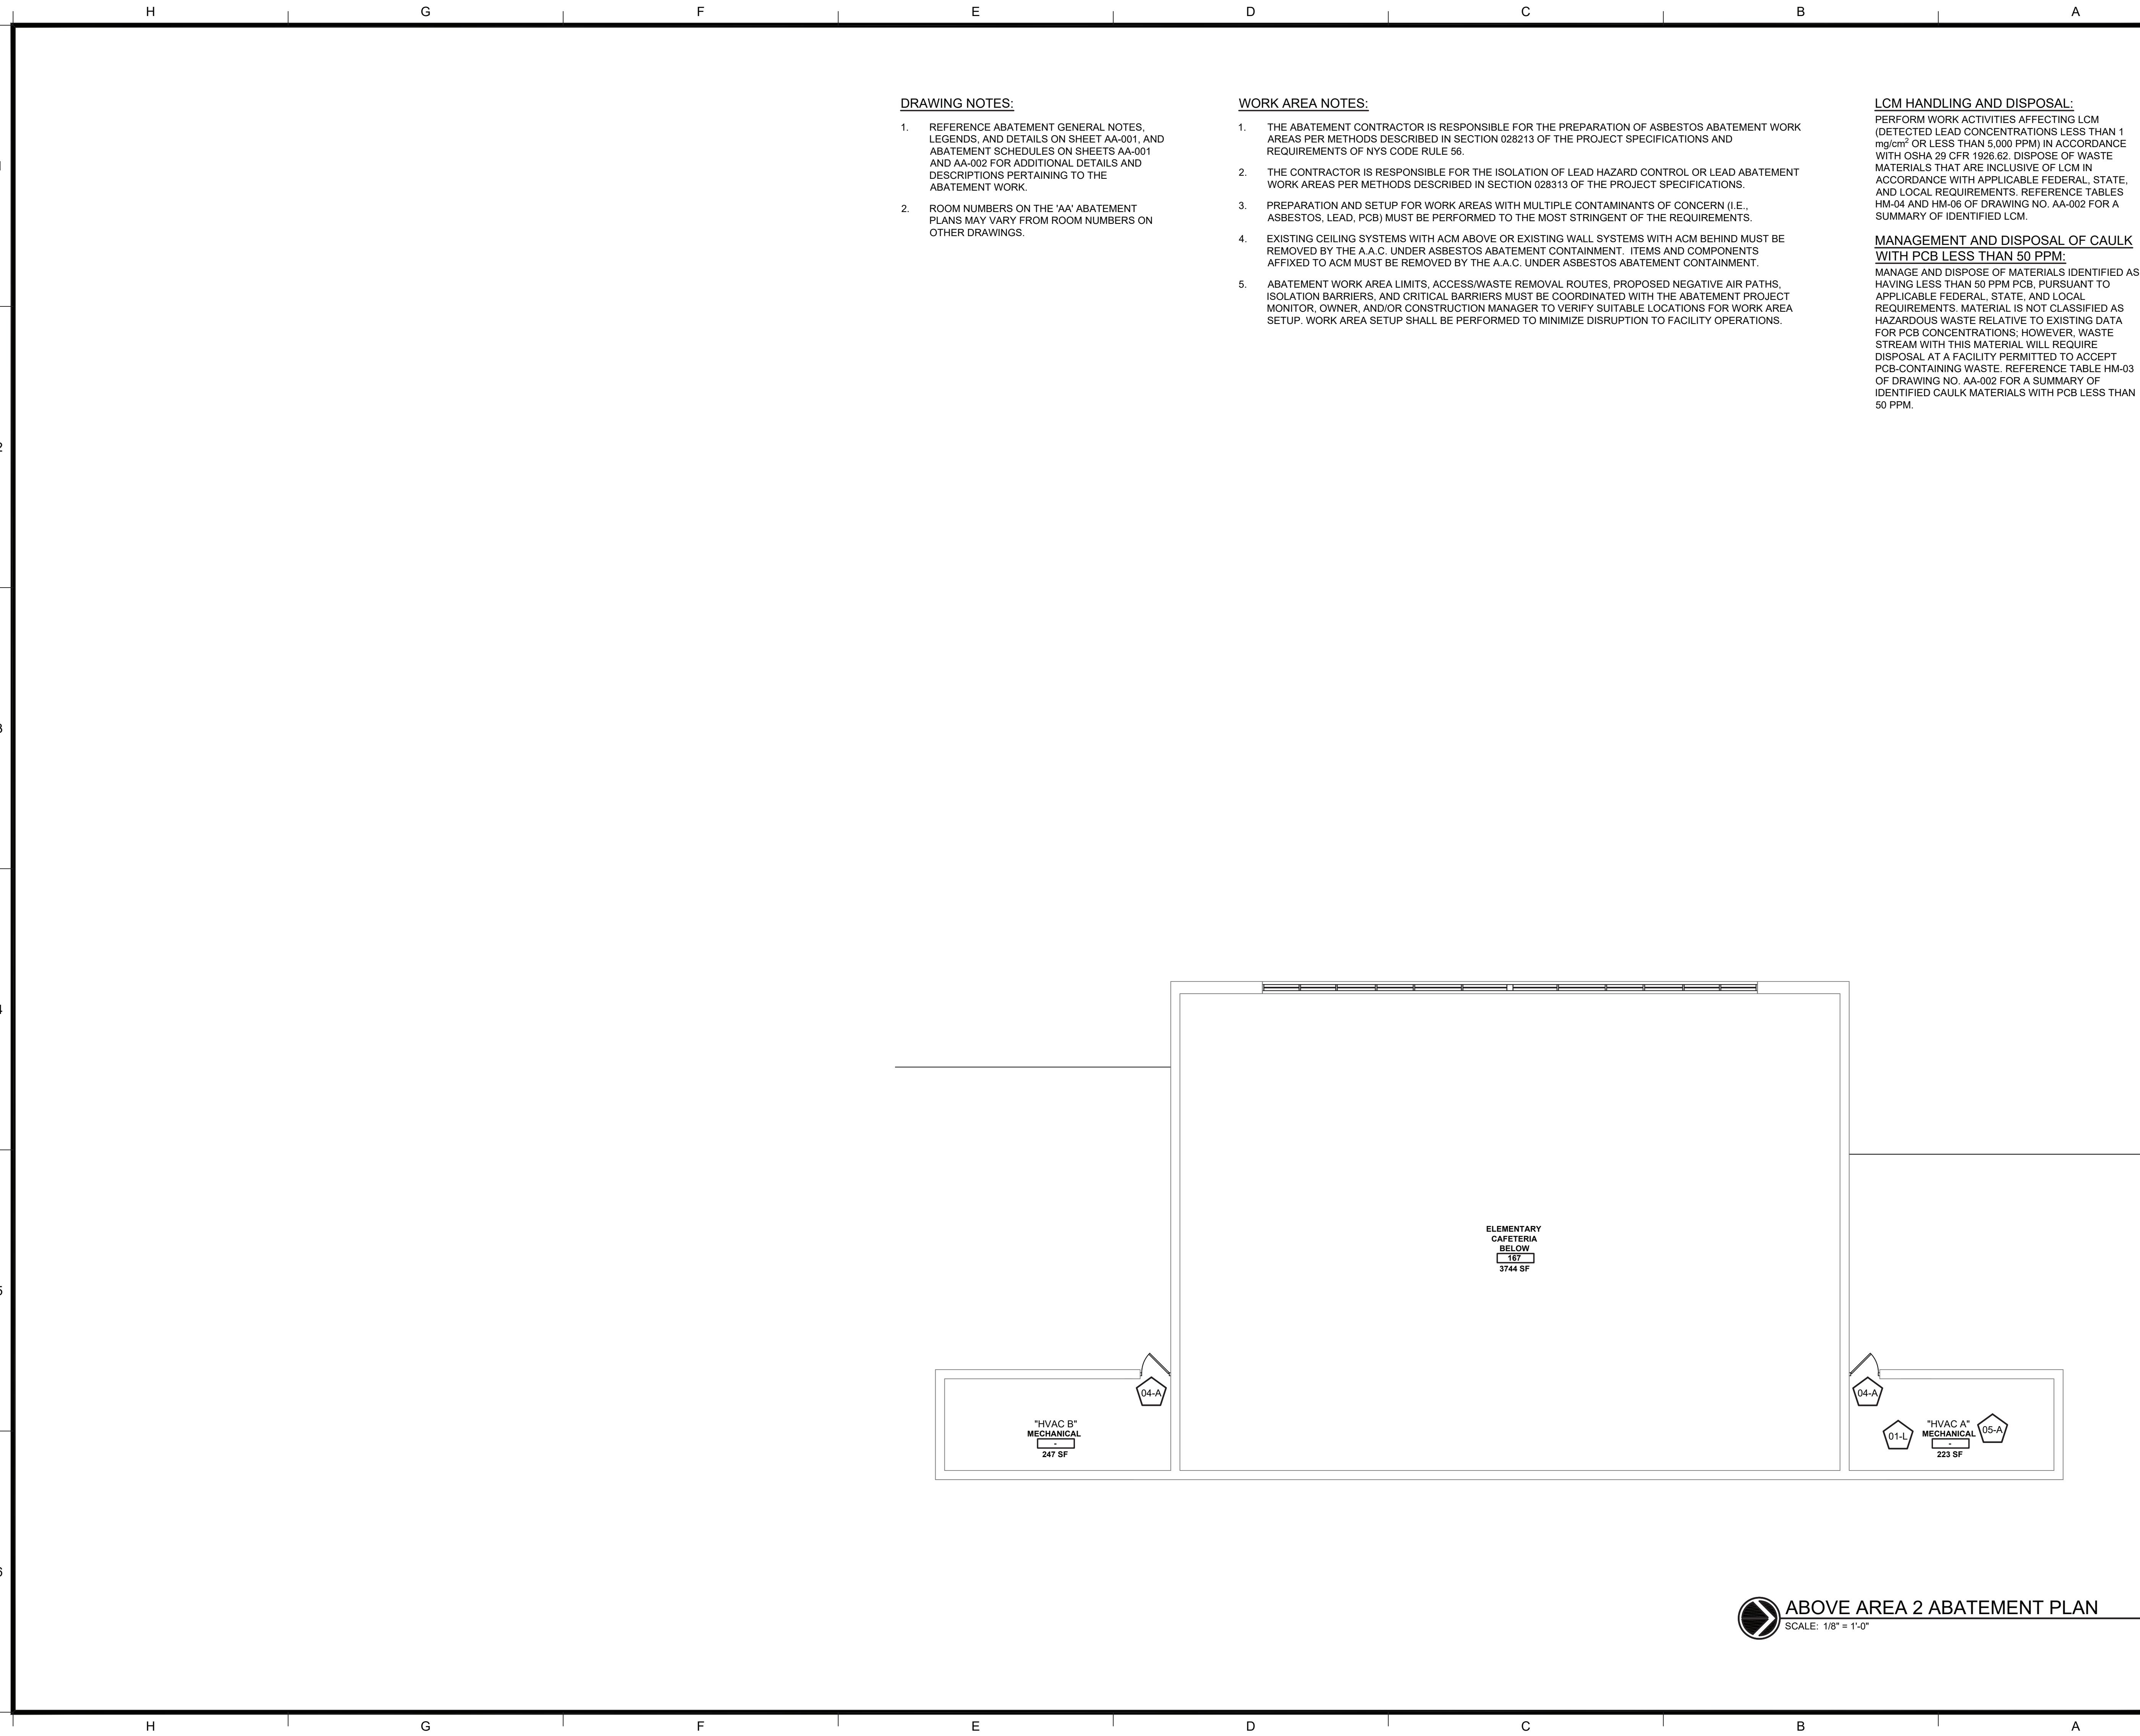 H G F E D C B A
DRAWING NOTES:
1. REFERENCE ABATEMENT GENERAL NOTES,
LEGENDS, AND DETAILS ON SHEET AA-001, AND
ABATEMENT SCHEDULES ON SHEETS AA-001
AND AA-002 FOR ADDITIONAL DETAILS AND
DESCRIPTIONS PERTAINING TO THE
ABATEMENT WORK.
2. ROOM NUMBERS ON THE 'AA' ABATEMENT
PLANS MAY VARY FROM ROOM NUMBERS ON
OTHER DRAWINGS.
WORK AREA NOTES:
1. THE ABATEMENT CONTRACTOR IS RESPONSIBLE FOR THE PREPARATION OF ASBESTOS ABATEMENT WORK
AREAS PER METHODS DESCRIBED IN SECTION 028213 OF THE PROJECT SPECIFICATIONS AND
REQUIREMENTS OF NYS CODE RULE 56.
2. THE CONTRACTOR IS RESPONSIBLE FOR THE ISOLATION OF LEAD HAZARD CONTROL OR LEAD ABATEMENT
WORK AREAS PER METHODS DESCRIBED IN SECTION 028313 OF THE PROJECT SPECIFICATIONS.
3. PREPARATION AND SETUP FOR WORK AREAS WITH MULTIPLE CONTAMINANTS OF CONCERN (I.E.,
ASBESTOS, LEAD, PCB) MUST BE PERFORMED TO THE MOST STRINGENT OF THE REQUIREMENTS.
4. EXISTING CEILING SYSTEMS WITH ACM ABOVE OR EXISTING WALL SYSTEMS WITH ACM BEHIND MUST BE
REMOVED BY THE A.A.C. UNDER ASBESTOS ABATEMENT CONTAINMENT. ITEMS AND COMPONENTS
AFFIXED TO ACM MUST BE REMOVED BY THE A.A.C. UNDER ASBESTOS ABATEMENT CONTAINMENT.
5. ABATEMENT WORK AREA LIMITS, ACCESS/WASTE REMOVAL ROUTES, PROPOSED NEGATIVE AIR PATHS,
ISOLATION BARRIERS, AND CRITICAL BARRIERS MUST BE COORDINATED WITH THE ABATEMENT PROJECT
MONITOR, OWNER, AND/OR CONSTRUCTION MANAGER TO VERIFY SUITABLE LOCATIONS FOR WORK AREA
SETUP. WORK AREA SETUP SHALL BE PERFORMED TO MINIMIZE DISRUPTION TO FACILITY OPERATIONS.
LCM HANDLING AND DISPOSAL:
PERFORM WORK ACTIVITIES AFFECTING LCM
(DETECTED LEAD CONCENTRATIONS LESS THAN 1
mg/cm² OR LESS THAN 5,000 PPM) IN ACCORDANCE
WITH OSHA 29 CFR 1926.62. DISPOSE OF WASTE
MATERIALS THAT ARE INCLUSIVE OF LCM IN
ACCORDANCE WITH APPLICABLE FEDERAL, STATE,
AND LOCAL REQUIREMENTS. REFERENCE TABLES
HM-04 AND HM-06 OF DRAWING NO. AA-002 FOR A
SUMMARY OF IDENTIFIED LCM.
MANAGEMENT AND DISPOSAL OF CAULK
WITH PCB LESS THAN 50 PPM:
MANAGE AND DISPOSE OF MATERIALS IDENTIFIED AS
HAVING LESS THAN 50 PPM PCB, PURSUANT TO
APPLICABLE FEDERAL, STATE, AND LOCAL
REQUIREMENTS. MATERIAL IS NOT CLASSIFIED AS
HAZARDOUS WASTE RELATIVE TO EXISTING DATA
FOR PCB CONCENTRATIONS; HOWEVER, WASTE
STREAM WITH THIS MATERIAL WILL REQUIRE
DISPOSAL AT A FACILITY PERMITTED TO ACCEPT
PCB-CONTAINING WASTE. REFERENCE TABLE HM-03
OF DRAWING NO. AA-002 FOR A SUMMARY OF
IDENTIFIED CAULK MATERIALS WITH PCB LESS THAN
50 PPM.
ELEMENTARY
CAFETERIA
BELOW
167
3744 SF
04-A
"HVAC B"
MECHANICAL
-
247 SF
04-A
01-L
"HVAC A"
MECHANICAL
-
223 SF
05-A
ABOVE AREA 2 ABATEMENT PLAN
SCALE: 1/8" = 1'-0"
H G F E D C B A